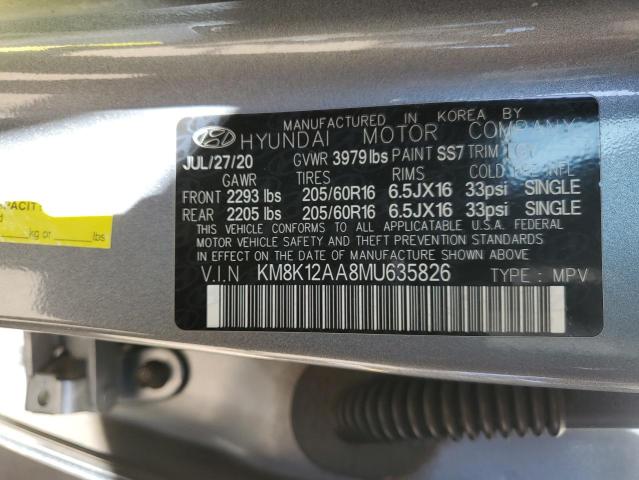 MANUFACTURED IN KOREA BY
HYUNDAI MOTOR COMPANY
JUL/27/20 GVWR 3979 lbs PAINT SS7 TRIM
GAWR TIRES RIMS COLD
FRONT 2293 lbs 205/60R16 6.5JX16 33psi SINGLE
REAR 2205 lbs 205/60R16 6.5JX16 33psi SINGLE
THIS VEHICLE CONFORMS TO ALL APPLICABLE U.S.A. FEDERAL
MOTOR VEHICLE SAFETY AND THEFT PREVENTION STANDARDS
IN EFFECT ON THE DATE OF MANUFACTURE SHOWN ABOVE.
V.I.N KM8K12AA8MU635826 TYPE : MPV
kg or lbs